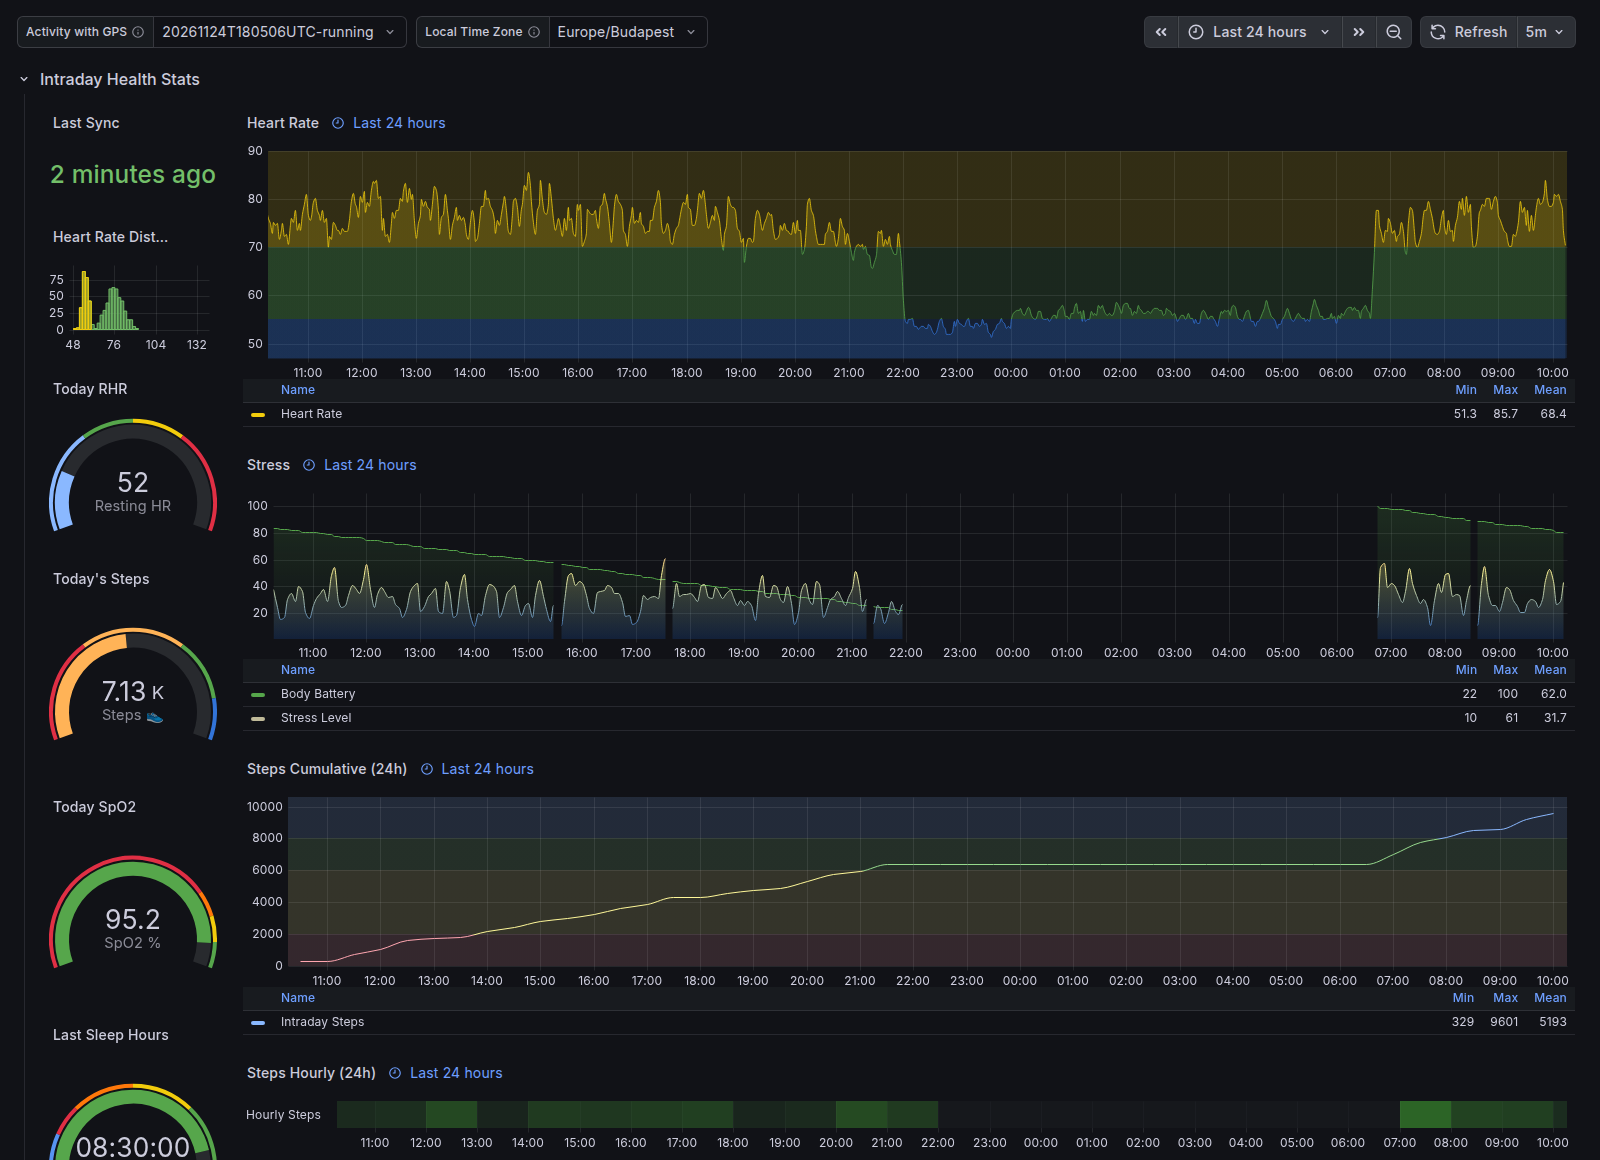 Activity with GPS 20261124T180506UTC-running Local Time Zone Europe/Budapest Last 24 hours Refresh 5m
Intraday Health Stats
Last Sync
2 minutes ago
Heart Rate Dist...
75
50
25
0
48 76 104 132
Today RHR
52
Resting HR
Today's Steps
7.13 K
Steps
Today SpO2
95.2
SpO2 %
Last Sleep Hours
08:30:00
Heart Rate Last 24 hours
90
80
70
60
50
11:00 12:00 13:00 14:00 15:00 16:00 17:00 18:00 19:00 20:00 21:00 22:00 23:00 00:00 01:00 02:00 03:00 04:00 05:00 06:00 07:00 08:00 09:00 10:00
Name Min Max Mean
Heart Rate 51.3 85.7 68.4
Stress Last 24 hours
100
80
60
40
20
11:00 12:00 13:00 14:00 15:00 16:00 17:00 18:00 19:00 20:00 21:00 22:00 23:00 00:00 01:00 02:00 03:00 04:00 05:00 06:00 07:00 08:00 09:00 10:00
Name Min Max Mean
Body Battery 22 100 62.0
Stress Level 10 61 31.7
Steps Cumulative (24h) Last 24 hours
10000
8000
6000
4000
2000
0
11:00 12:00 13:00 14:00 15:00 16:00 17:00 18:00 19:00 20:00 21:00 22:00 23:00 00:00 01:00 02:00 03:00 04:00 05:00 06:00 07:00 08:00 09:00 10:00
Name Min Max Mean
Intraday Steps 329 9601 5193
Steps Hourly (24h) Last 24 hours
Hourly Steps
11:00 12:00 13:00 14:00 15:00 16:00 17:00 18:00 19:00 20:00 21:00 22:00 23:00 00:00 01:00 02:00 03:00 04:00 05:00 06:00 07:00 08:00 09:00 10:00